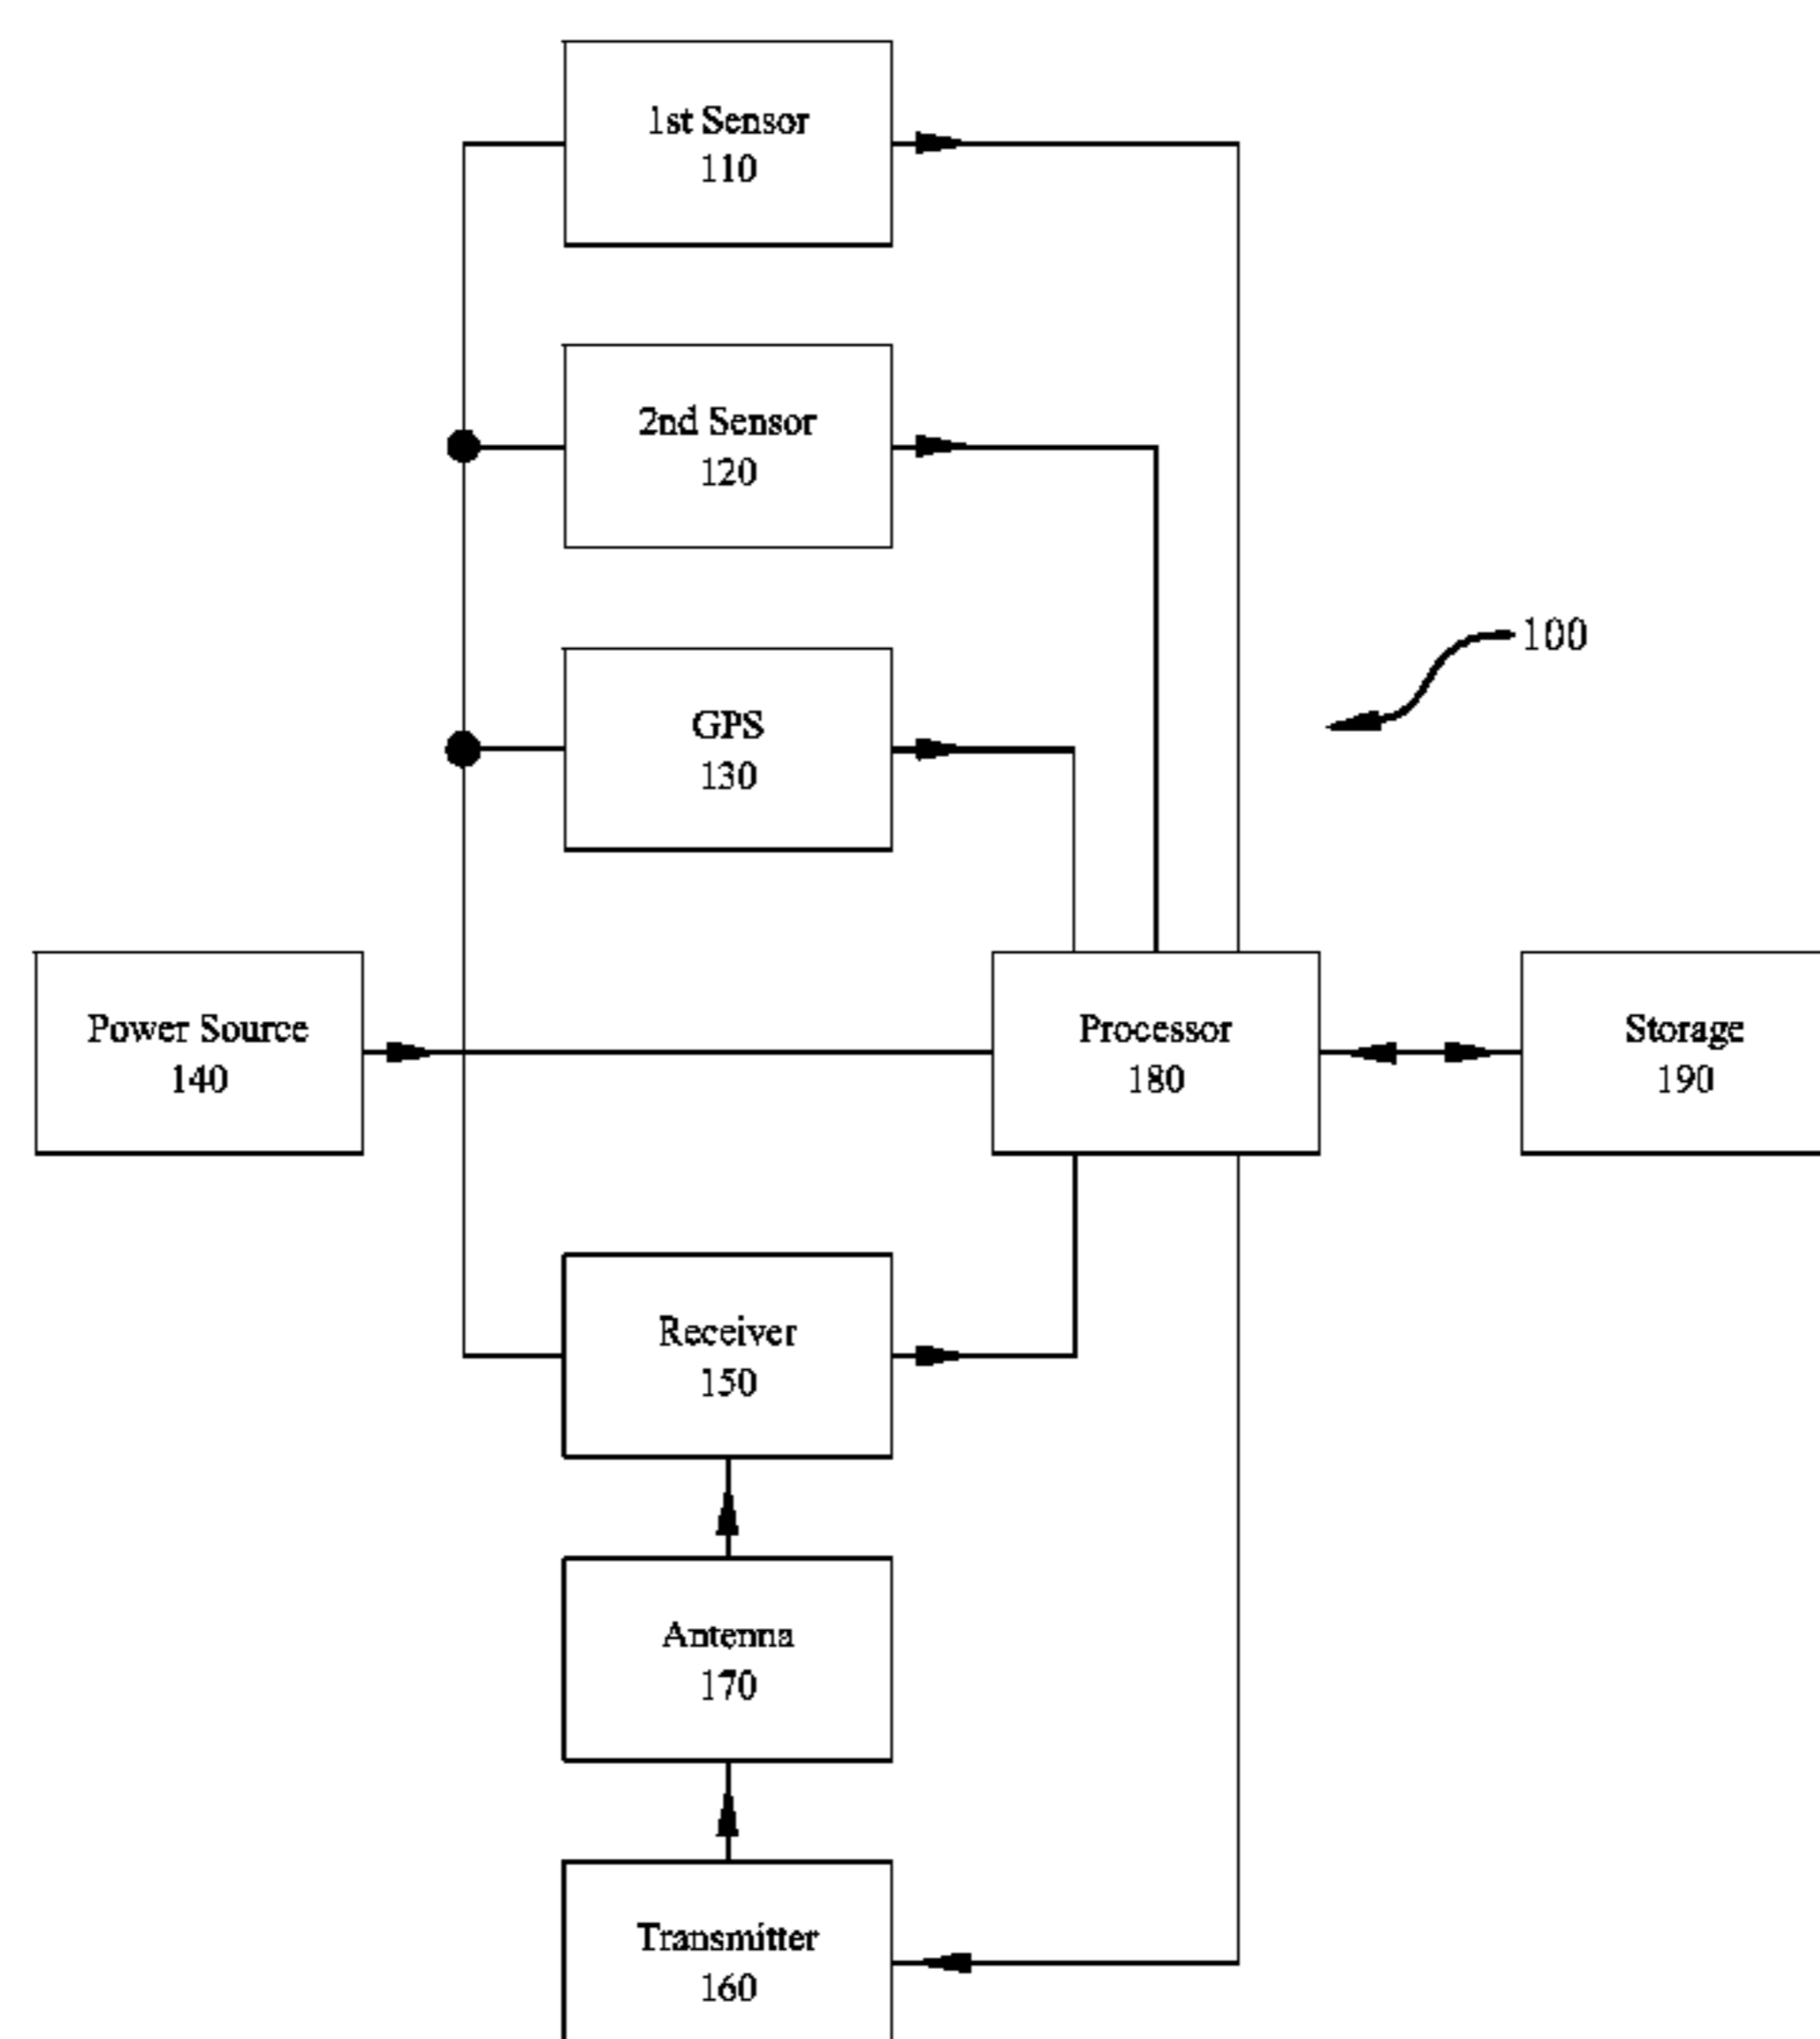 1st Sensor
110
2nd Sensor
120
100
GPS
130
Power Source
140
Processor
180
Storage
190
Receiver
150
Antenna
170
Transmitter
160